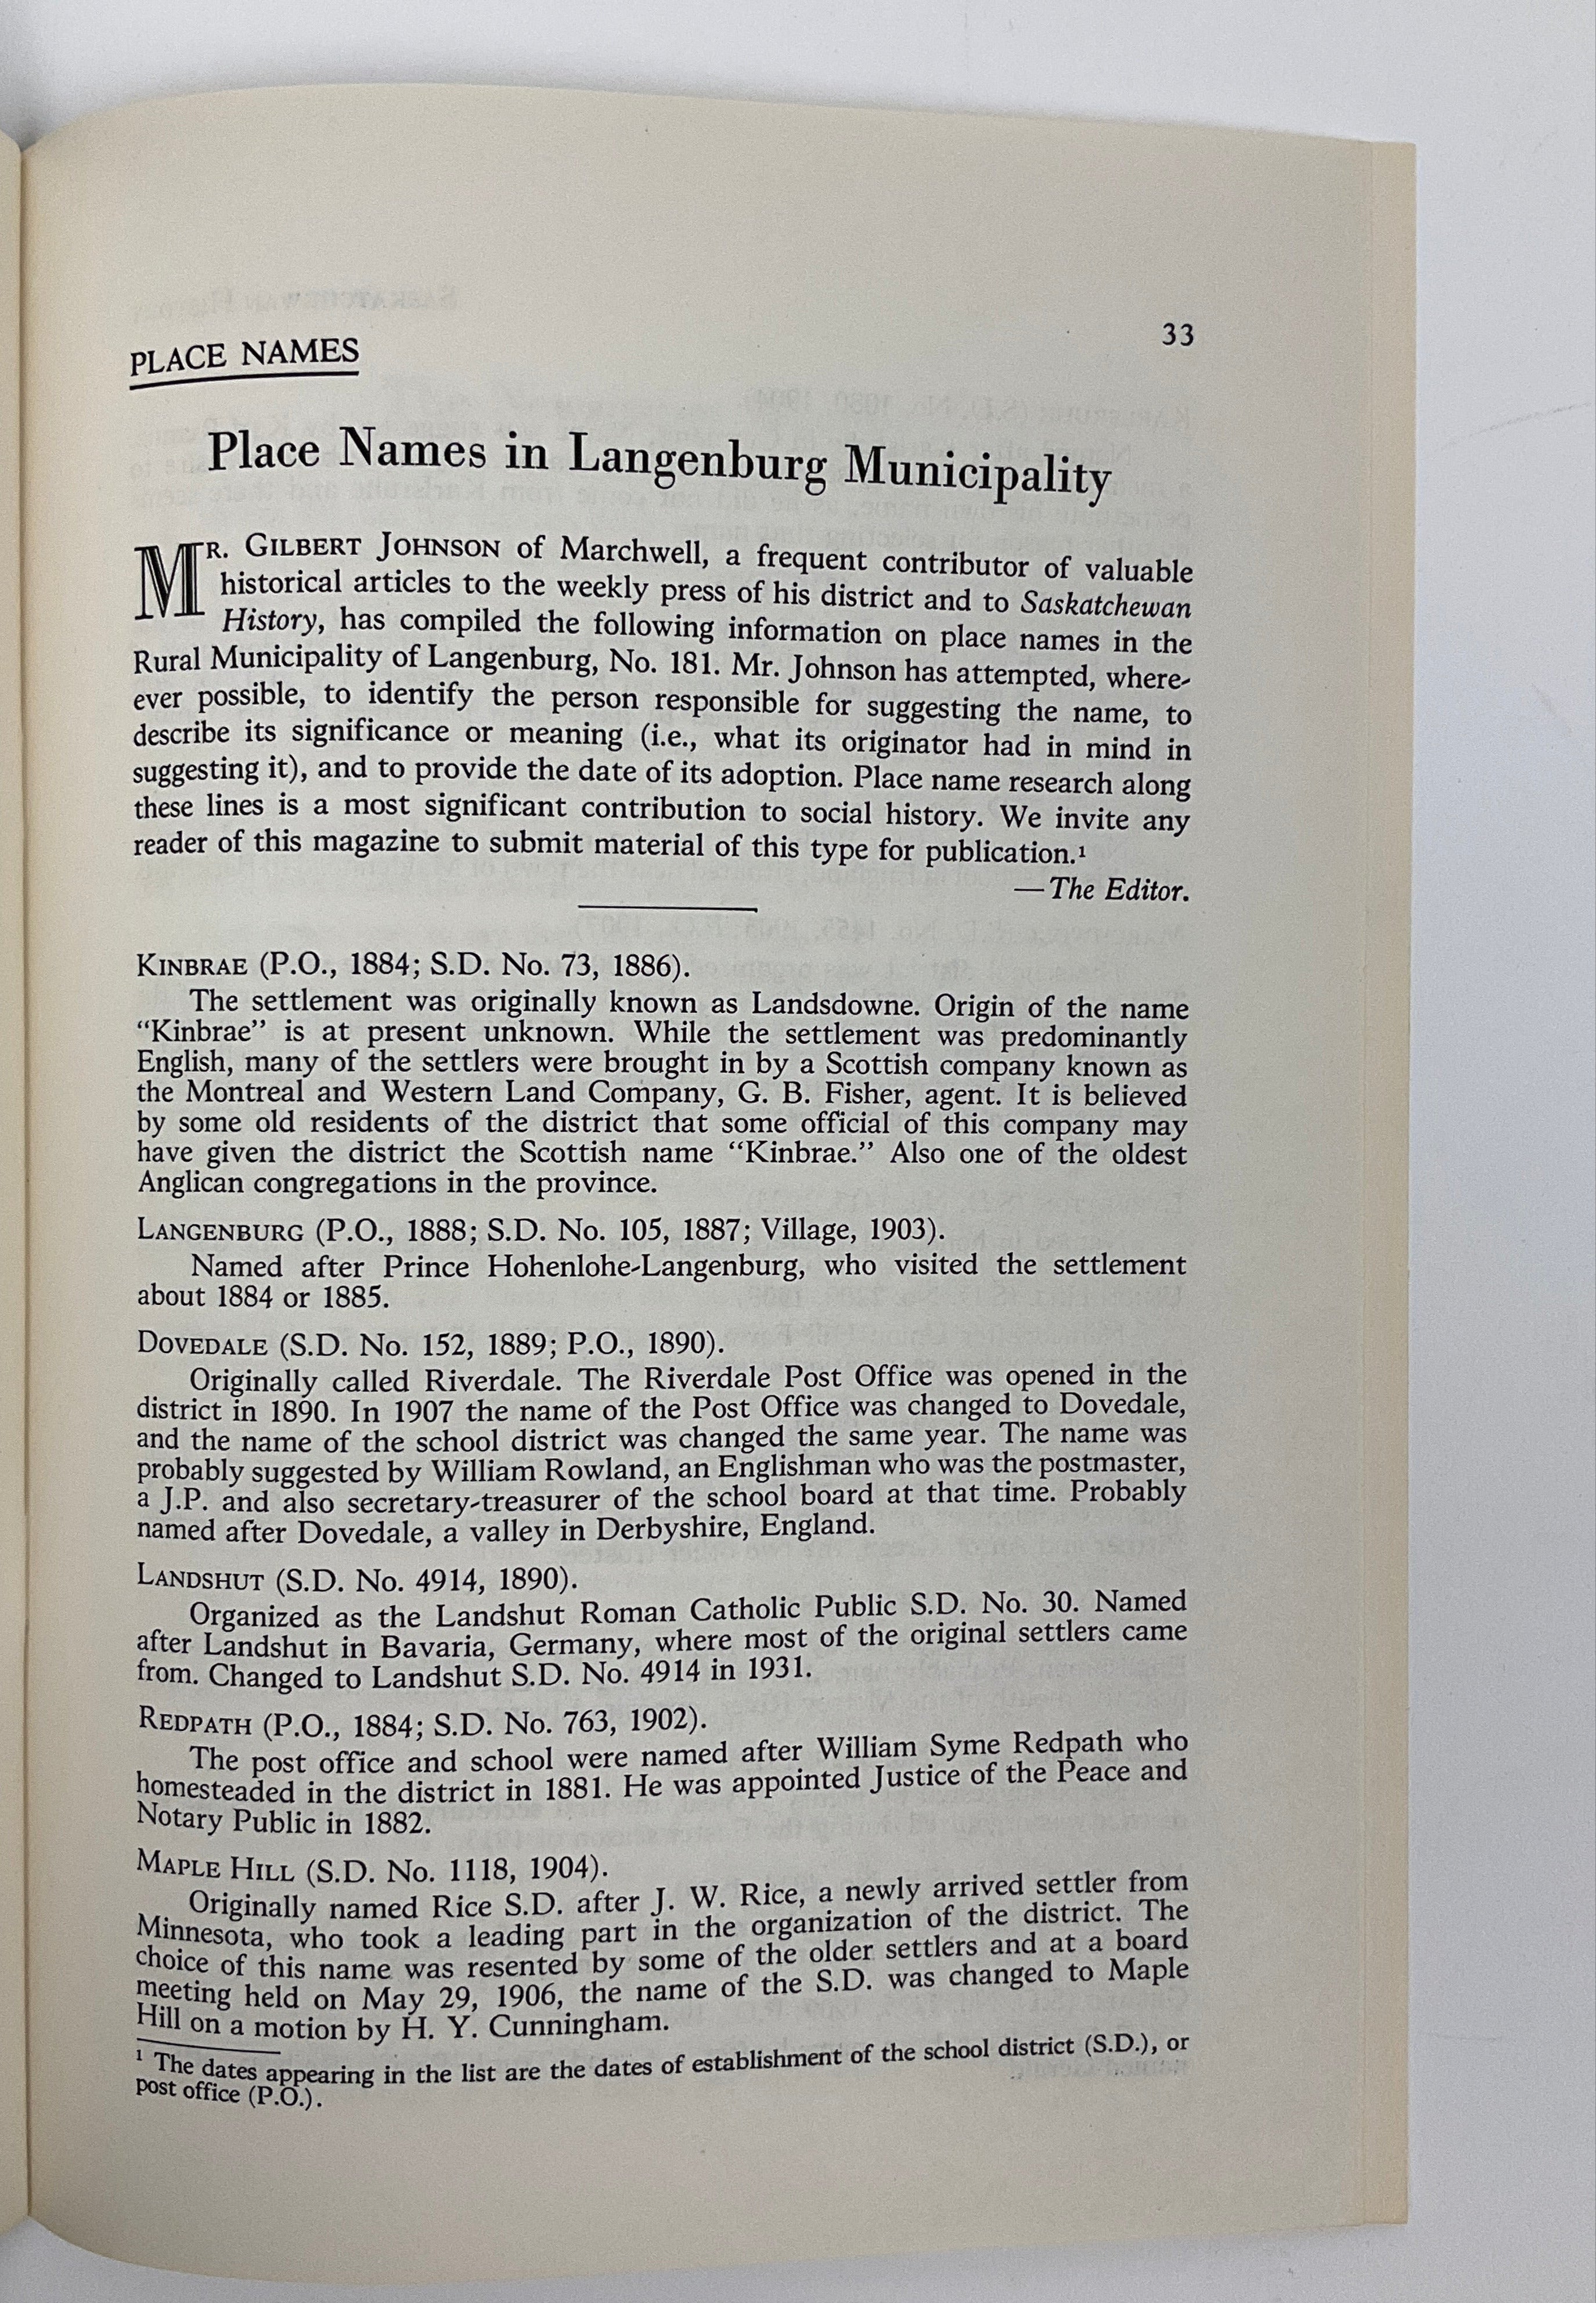 PLACE NAMES
33
Place Names in Langenburg Municipality
MR. GILBERT JOHNSON of Marchwell, a frequent contributor of valuable
historical articles to the weekly press of his district and to Saskatchewan
History, has compiled the following information on place names in the
Rural Municipality of Langenburg, No. 181. Mr. Johnson has attempted, where-
ever possible, to identify the person responsible for suggesting the name, to
describe its significance or meaning (i.e., what its originator had in mind in
suggesting it), and to provide the date of its adoption. Place name research along
these lines is a most significant contribution to social history. We invite any
reader of this magazine to submit material of this type for publication.¹
—The Editor.
KINBRAE (P.O., 1884; S.D. No. 73, 1886).
The settlement was originally known as Landsdowne. Origin of the name
“Kinbrae” is at present unknown. While the settlement was predominantly
English, many of the settlers were brought in by a Scottish company known as
the Montreal and Western Land Company, G. B. Fisher, agent. It is believed
by some old residents of the district that some official of this company may
have given the district the Scottish name “Kinbrae.” Also one of the oldest
Anglican congregations in the province.
LANGENBURG (P.O., 1888; S.D. No. 105, 1887; Village, 1903).
Named after Prince Hohenlohe-Langenburg, who visited the settlement
about 1884 or 1885.
DOVEDALE (S.D. No. 152, 1889; P.O., 1890).
Originally called Riverdale. The Riverdale Post Office was opened in the
district in 1890. In 1907 the name of the Post Office was changed to Dovedale,
and the name of the school district was changed the same year. The name was
probably suggested by William Rowland, an Englishman who was the postmaster,
a J.P. and also secretary-treasurer of the school board at that time. Probably
named after Dovedale, a valley in Derbyshire, England.
LANDSHUT (S.D. No. 4914, 1890).
Organized as the Landshut Roman Catholic Public S.D. No. 30. Named
after Landshut in Bavaria, Germany, where most of the original settlers came
from. Changed to Landshut S.D. No. 4914 in 1931.
REDPATH (P.O., 1884; S.D. No. 763, 1902).
The post office and school were named after William Syme Redpath who
homesteaded in the district in 1881. He was appointed Justice of the Peace and
Notary Public in 1882.
MAPLE HILL (S.D. No. 1118, 1904).
Originally named Rice S.D. after J. W. Rice, a newly arrived settler from
Minnesota, who took a leading part in the organization of the district. The
choice of this name was resented by some of the older settlers and at a board
meeting held on May 29, 1906, the name of the S.D. was changed to Maple
Hill on a motion by H. Y. Cunningham.
¹ The dates appearing in the list are the dates of establishment of the school district (S.D.), or
post office (P.O.).